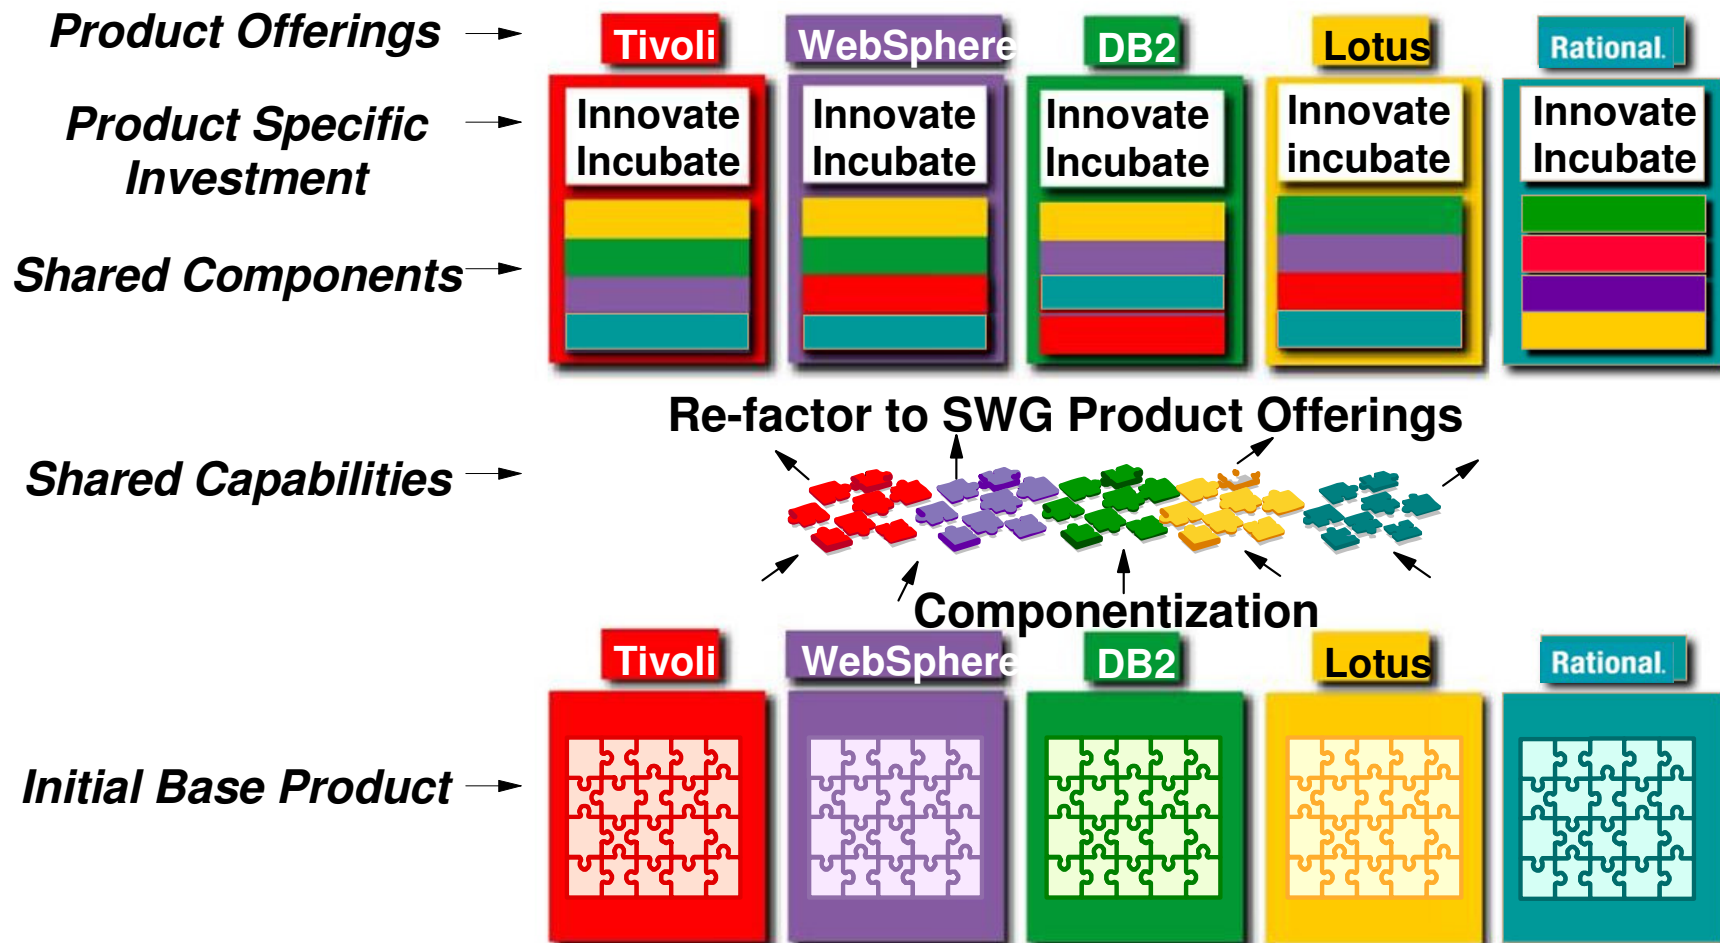 Product Offerings
Tivoli
WebSphere
DB2
Lotus
Rational.
Product Specific
Investment
Innovate
Incubate
Innovate
Incubate
Innovate
Incubate
Innovate
incubate
Innovate
Incubate
Shared Components
Re-factor to SWG Product Offerings
Shared Capabilities
Componentization
Tivoli
WebSphere
DB2
Lotus
Rational.
Initial Base Product